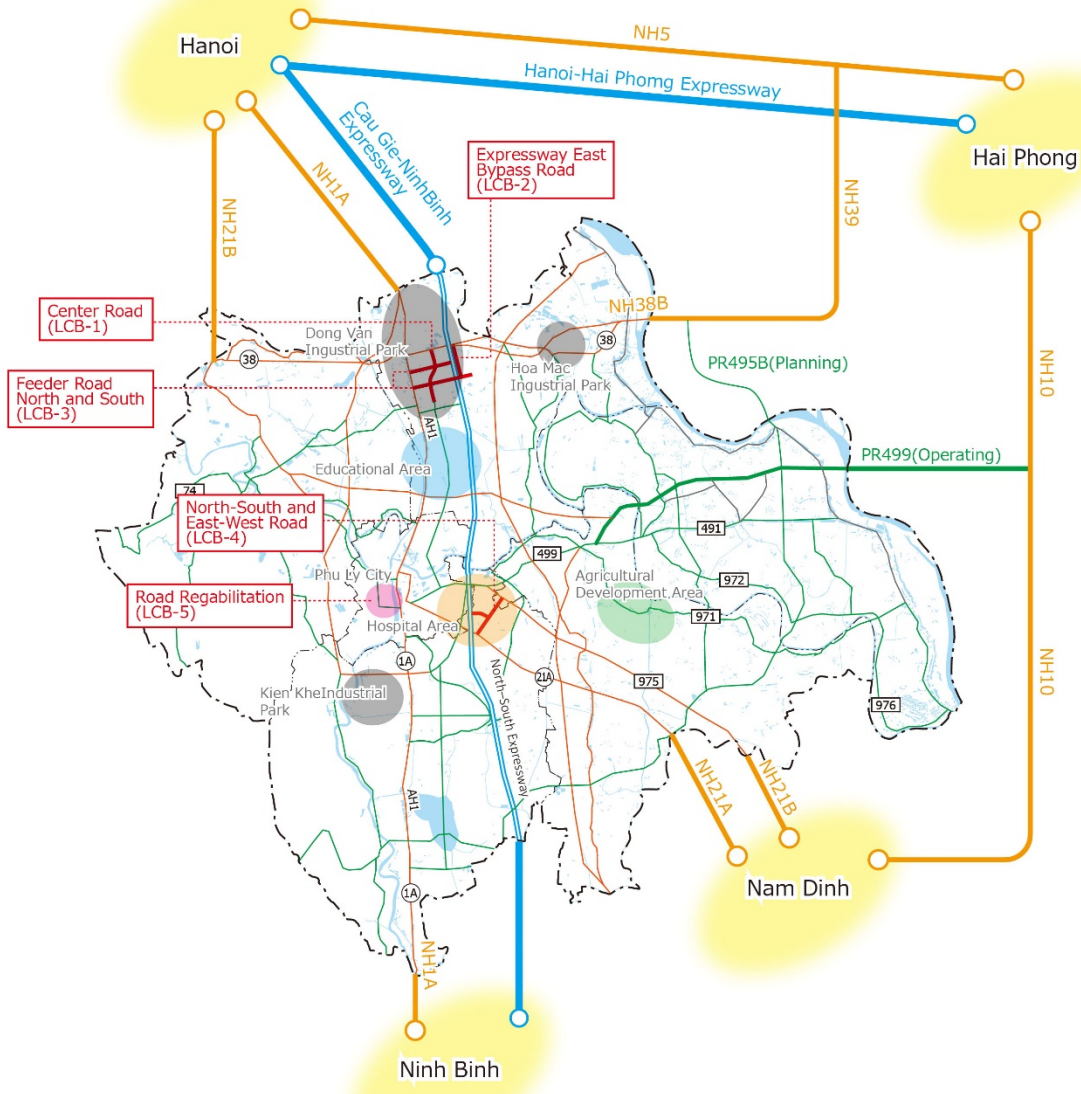 Hanoi
NH5
Hanoi-Hai Phomg Expressway
Hai Phong
Cau Gie-NinhBinh
Expressway
NH1A
NH21B
NH39
Expressway East
Bypass Road
(LCB-2)
Center Road
(LCB-1)
Dong Van
Ingustrial Park
NH38B
38
38
Hoa Mac
Ingustrial Park
PR495B(Planning)
NH10
Feeder Road
North and South
(LCB-3)
AH1
Educational Area
PR499(Operating)
74
North-South and
East-West Road
(LCB-4)
491
499
Phu Ly City
Agricultural
Development Area
972
971
Road Regabilitation
(LCB-5)
Hospital Area
1A
21A
975
976
Kien KheIndustrial
Park
North-South Expressway
NH10
AH1
NH21A
NH21B
Nam Dinh
1A
NH1A
Ninh Binh